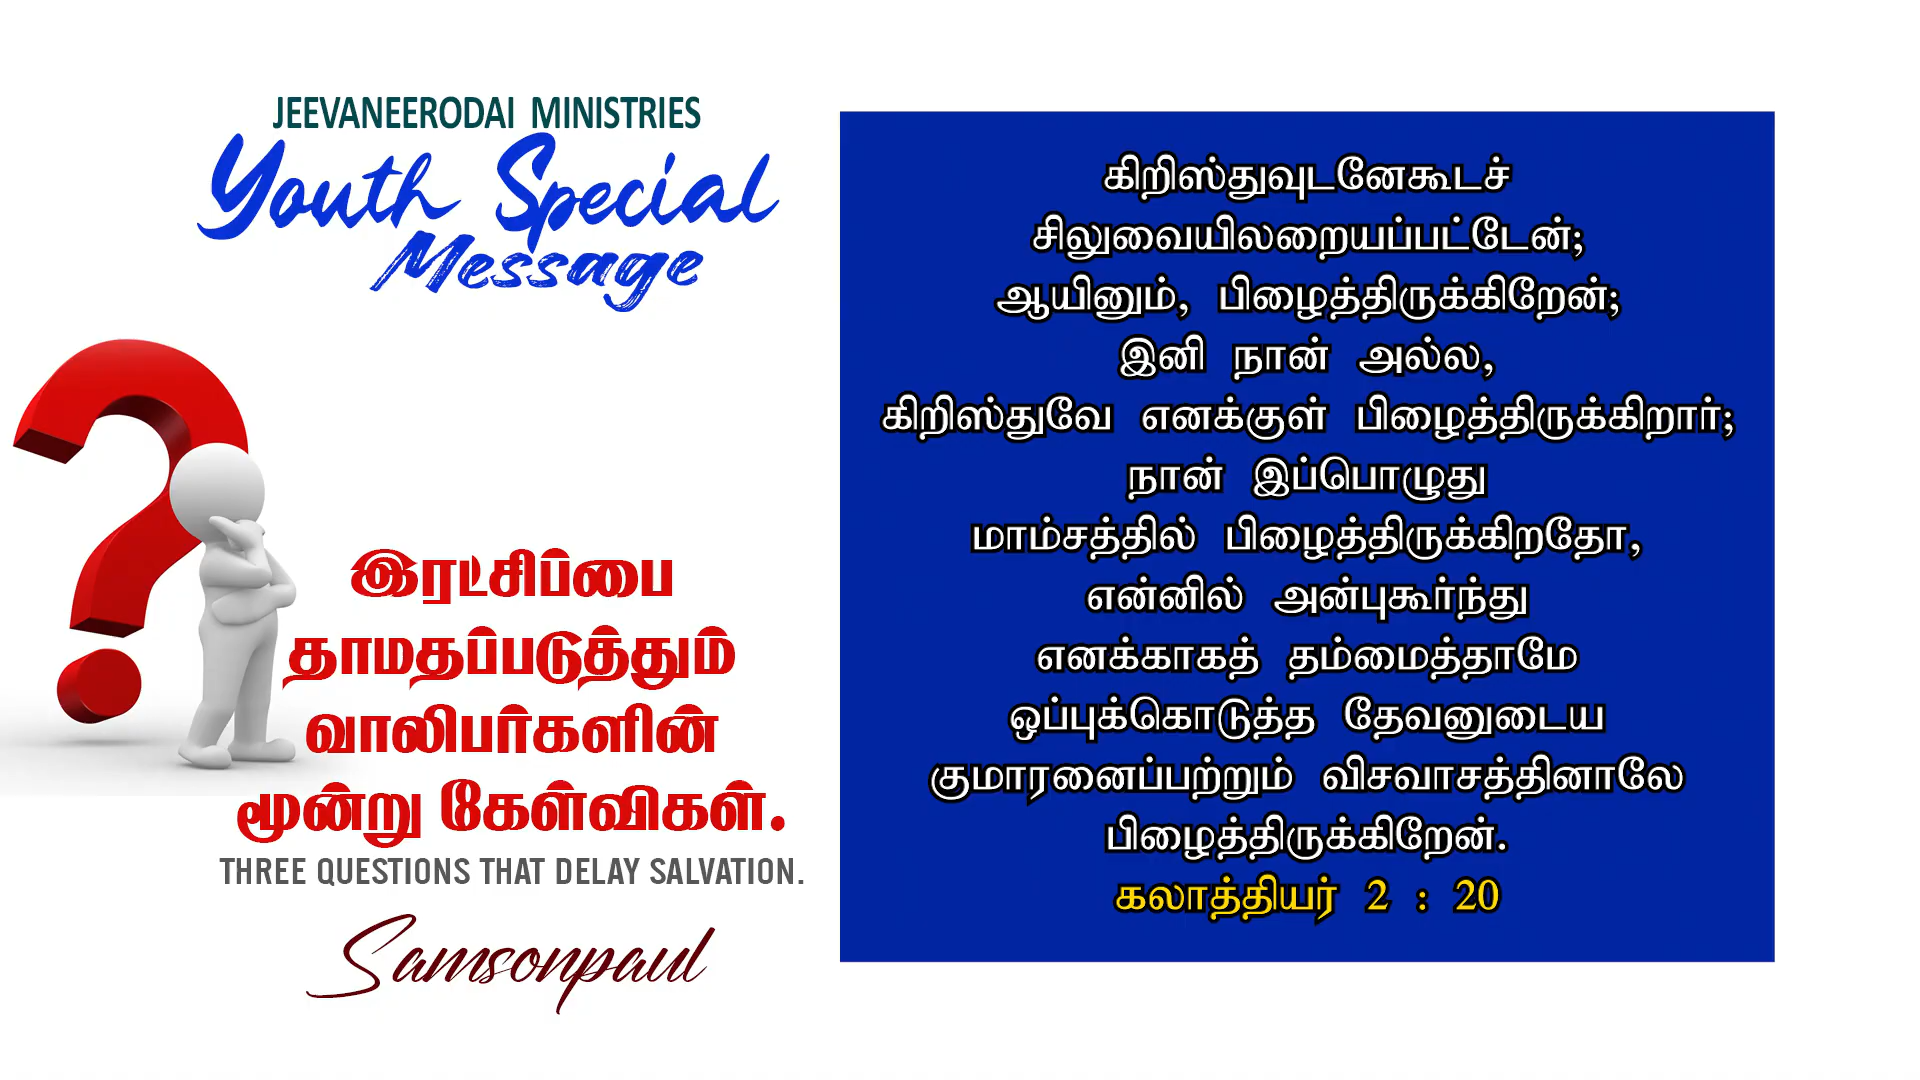 JEEVANEERODAI MINISTRIES
Youth Special
Message
இரட்சிப்பை
தாமதப்படுத்தும்
வாலிபர்களின்
மூன்று கேள்விகள்.
THREE QUESTIONS THAT DELAY SALVATION.
Samsonpaul
கிறிஸ்துவுடனேகூடச்
சிலுவையிலறையப்பட்டேன்;
ஆயினும், பிழைத்திருக்கிறேன்;
இனி நான் அல்ல,
கிறிஸ்துவே எனக்குள் பிழைத்திருக்கிறார்;
நான் இப்பொழுது
மாம்சத்தில் பிழைத்திருக்கிறதோ,
என்னில் அன்புகூர்ந்து
எனக்காகத் தம்மைத்தாமே
ஒப்புக்கொடுத்த தேவனுடைய
குமாரனைப்பற்றும் விசவாசத்தினாலே
பிழைத்திருக்கிறேன்.
கலாத்தியர் 2 : 20